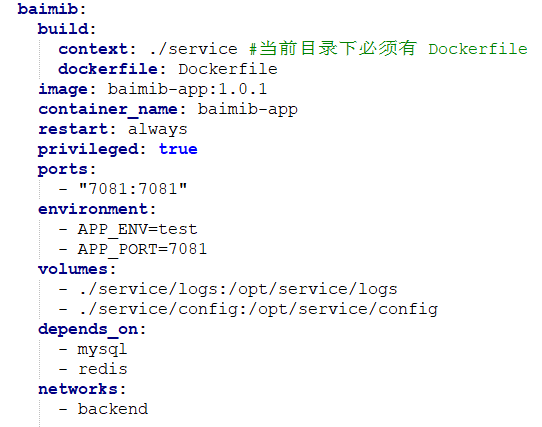 baimib:
  build:
    context: ./service #当前目录下必须有 Dockerfile
    dockerfile: Dockerfile
  image: baimib-app:1.0.1
  container_name: baimib-app
  restart: always
  privileged: true
  ports:
    - "7081:7081"
  environment:
    - APP_ENV=test
    - APP_PORT=7081
  volumes:
    - ./service/logs:/opt/service/logs
    - ./service/config:/opt/service/config
  depends_on:
    - mysql
    - redis
  networks:
    - backend